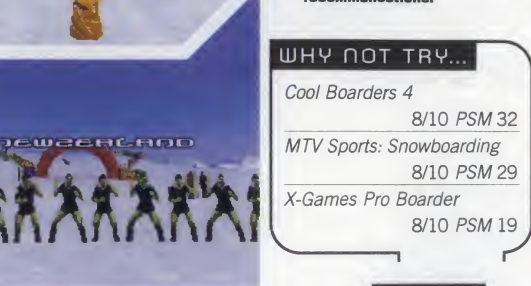 WHY NOT TRY...
Cool Boarders 4
8/10 PSM 32
MTV Sports: Snowboarding
8/10 PSM 29
X-Games Pro Boarder
8/10 PSM 19
NEWZEALAND